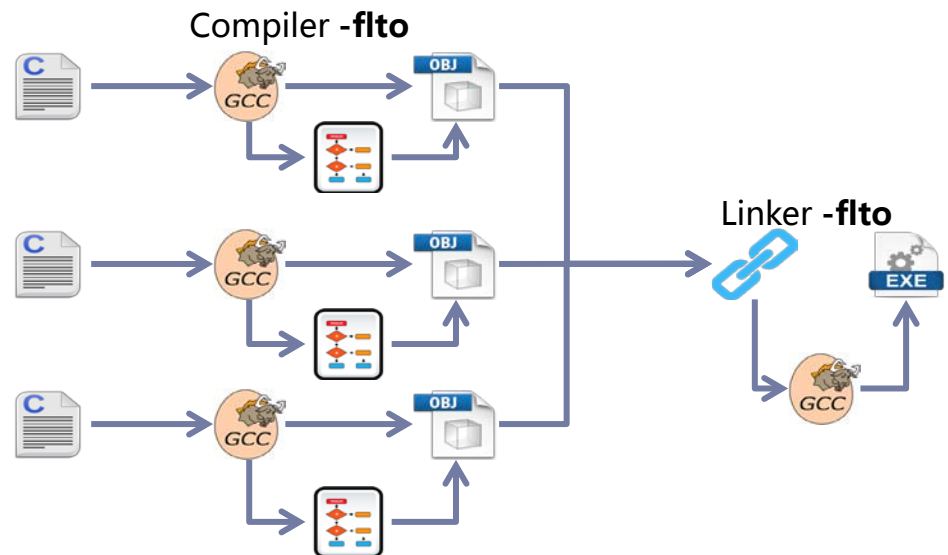 Compiler -flto
C
GCC
OBJ
C
GCC
OBJ
Linker -flto
EXE
GCC
C
GCC
OBJ